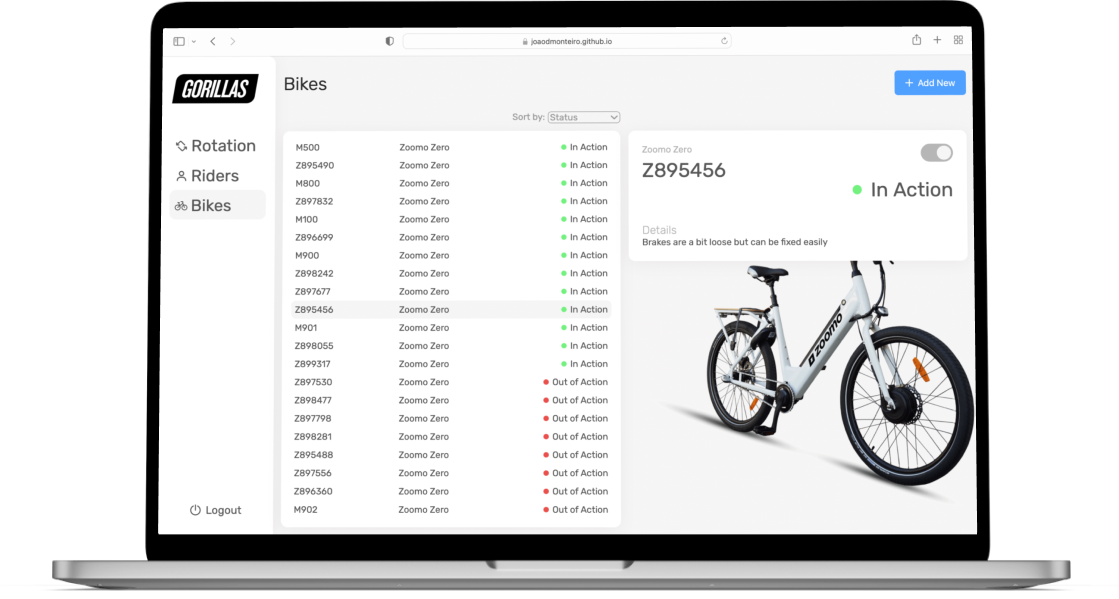 joaodmonteiro.github.io
GORILLAS
Bikes
+ Add New
Sort by: Status
Rotation
Riders
Bikes
Logout
M500 Zoomo Zero In Action
Z895490 Zoomo Zero In Action
M800 Zoomo Zero In Action
Z897832 Zoomo Zero In Action
M100 Zoomo Zero In Action
Z896699 Zoomo Zero In Action
M900 Zoomo Zero In Action
Z898242 Zoomo Zero In Action
Z897677 Zoomo Zero In Action
Z895456 Zoomo Zero In Action
M901 Zoomo Zero In Action
Z898055 Zoomo Zero In Action
Z899317 Zoomo Zero In Action
Z897530 Zoomo Zero Out of Action
Z898477 Zoomo Zero Out of Action
Z897798 Zoomo Zero Out of Action
Z898281 Zoomo Zero Out of Action
Z895488 Zoomo Zero Out of Action
Z897556 Zoomo Zero Out of Action
Z896360 Zoomo Zero Out of Action
M902 Zoomo Zero Out of Action
Zoomo Zero
Z895456
In Action
Details
Brakes are a bit loose but can be fixed easily
zoomo